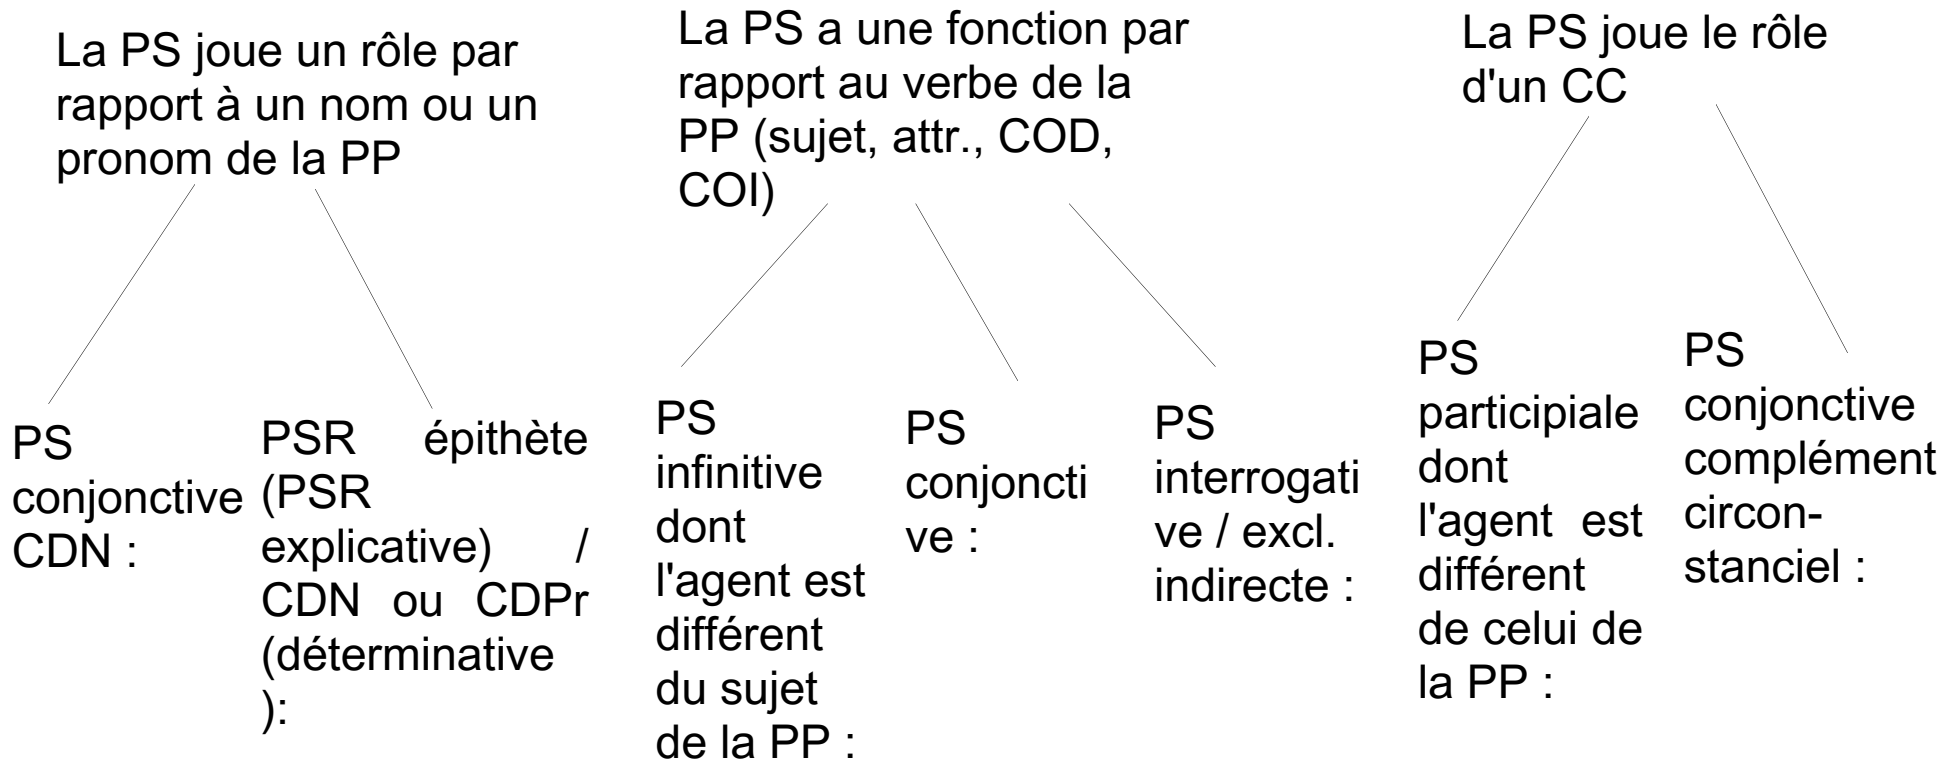 La PS joue un rôle par
rapport à un nom ou un
pronom de la PP
La PS a une fonction par
rapport au verbe de la
PP (sujet, attr., COD,
COI)
La PS joue le rôle
d'un CC
PS
conjonctive
CDN :
PSR épithète
(PSR
explicative) /
CDN ou CDPr
(déterminative
):
PS
infinitive
dont
l'agent est
différent
du sujet
de la PP :
PS
conjoncti
ve :
PS
interrogati
ve / excl.
indirecte :
PS
participiale
dont
l'agent est
différent
de celui de
la PP :
PS
conjonctive
complément
circon-
stanciel :